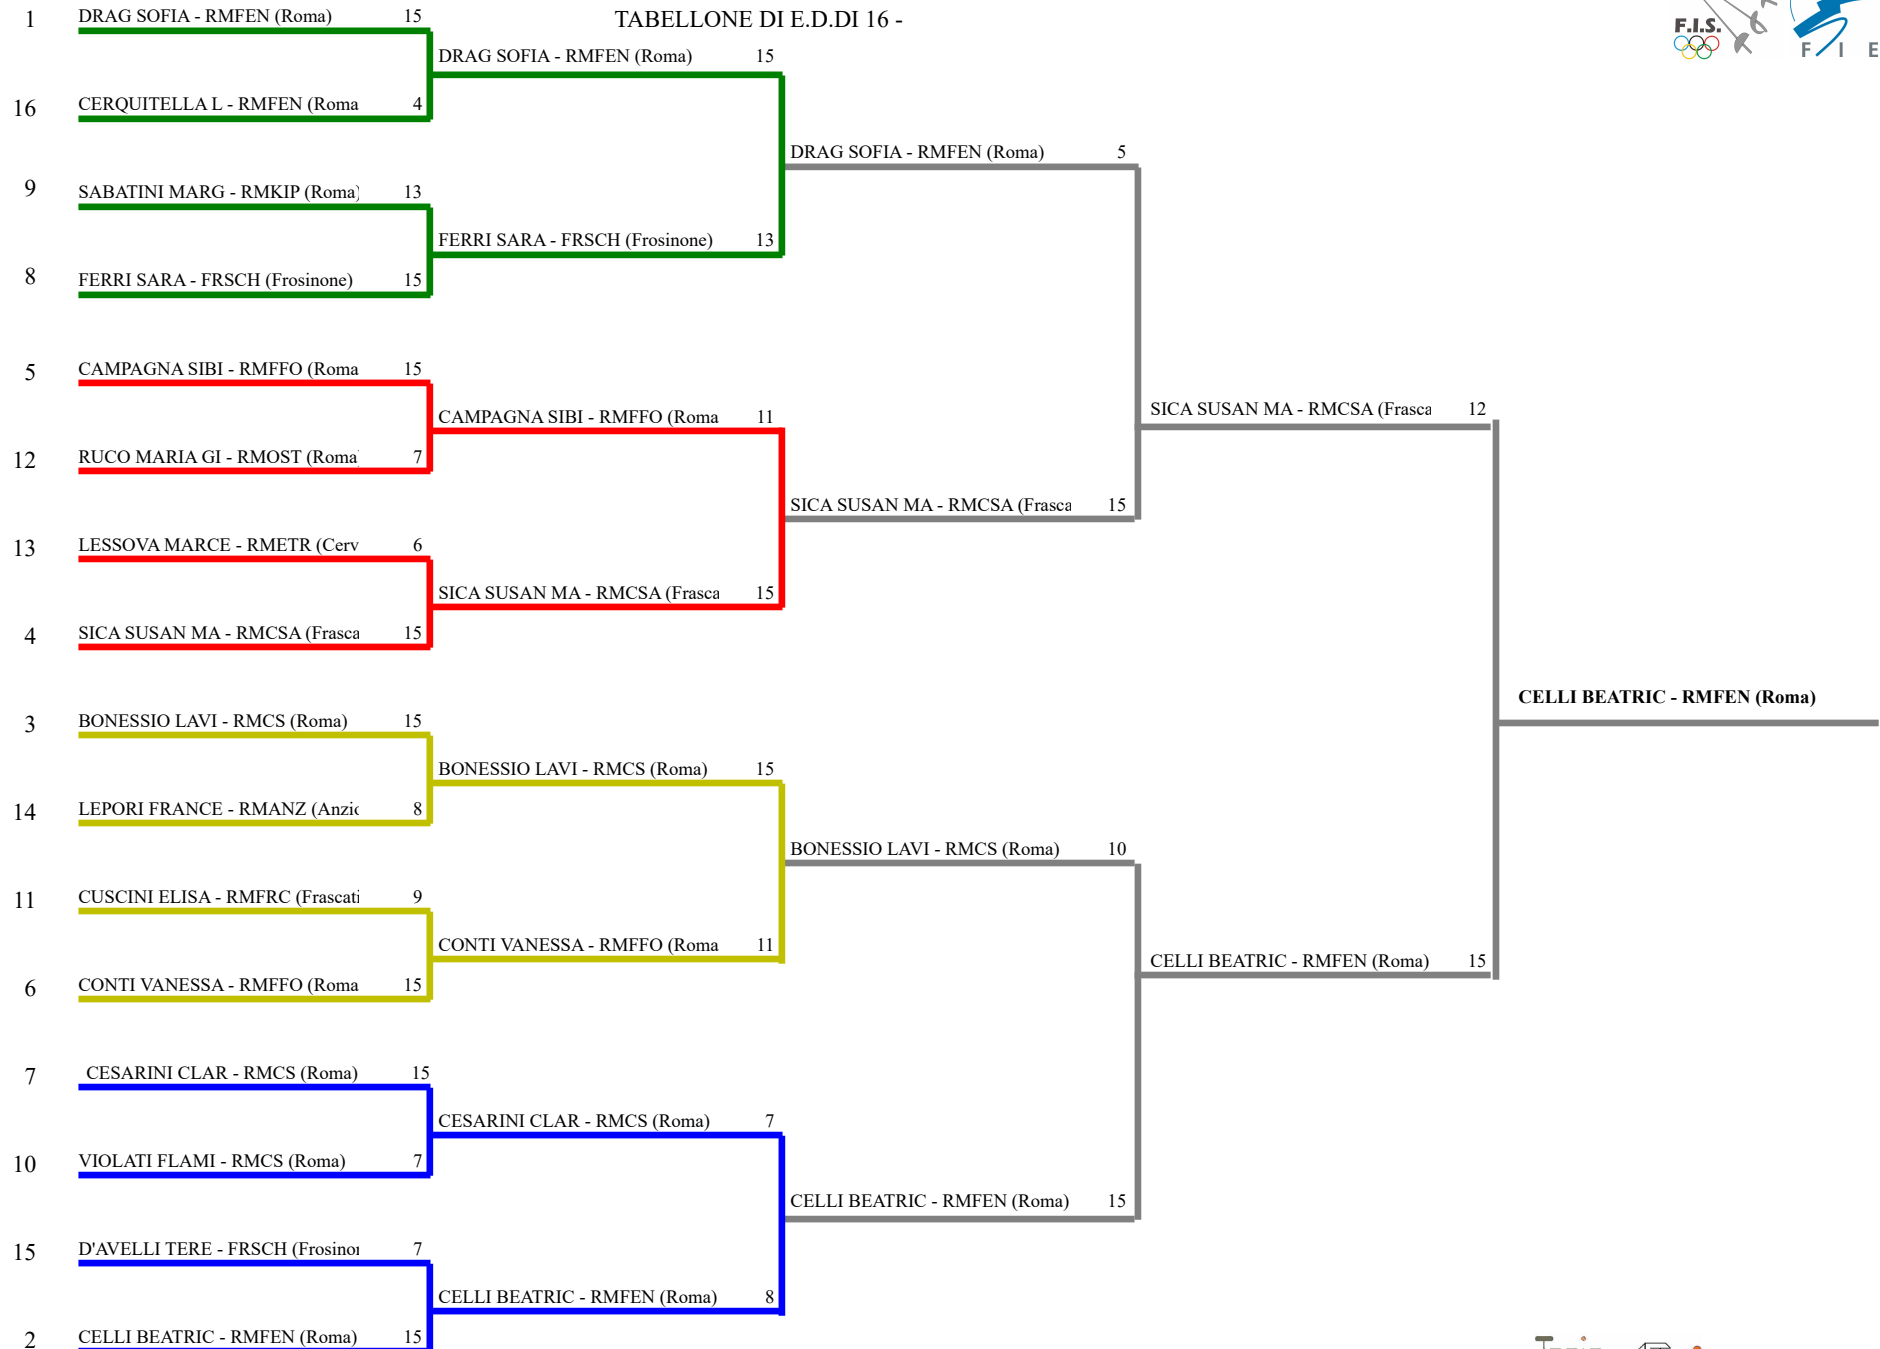 TABELLONE DI E.D.DI 16 -
F.I.S.
F I E
1 DRAG SOFIA - RMFEN (Roma) 15
DRAG SOFIA - RMFEN (Roma) 15
16 CERQUITELLA L - RMFEN (Roma 4
DRAG SOFIA - RMFEN (Roma) 5
9 SABATINI MARG - RMKIP (Roma) 13
FERRI SARA - FRSCH (Frosinone) 13
8 FERRI SARA - FRSCH (Frosinone) 15
5 CAMPAGNA SIBI - RMFFO (Roma 15
SICA SUSAN MA - RMCSA (Frasca 12
CAMPAGNA SIBI - RMFFO (Roma 11
12 RUCO MARIA GI - RMOST (Roma 7
SICA SUSAN MA - RMCSA (Frasca 15
13 LESSOVA MARCE - RMETR (Cerv 6
SICA SUSAN MA - RMCSA (Frasca 15
4 SICA SUSAN MA - RMCSA (Frasca 15
CELLI BEATRIC - RMFEN (Roma)
3 BONESSIO LAVI - RMCS (Roma) 15
BONESSIO LAVI - RMCS (Roma) 15
14 LEPORI FRANCE - RMANZ (Anzio 8
BONESSIO LAVI - RMCS (Roma) 10
11 CUSCINI ELISA - RMFRC (Frascati 9
CONTI VANESSA - RMFFO (Roma 11
CELLI BEATRIC - RMFEN (Roma) 15
6 CONTI VANESSA - RMFFO (Roma 15
7 CESARINI CLAR - RMCS (Roma) 15
CESARINI CLAR - RMCS (Roma) 7
10 VIOLATI FLAMI - RMCS (Roma) 7
CELLI BEATRIC - RMFEN (Roma) 15
15 D'AVELLI TERE - FRSCH (Frosinon 7
CELLI BEATRIC - RMFEN (Roma) 8
2 CELLI BEATRIC - RMFEN (Roma) 15